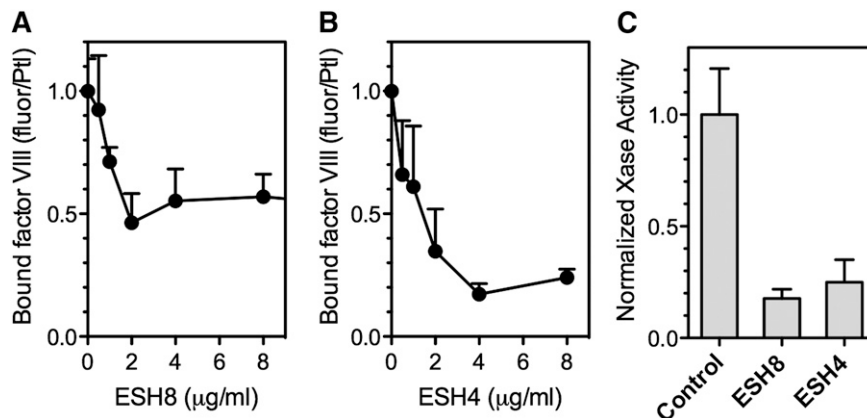 A
Bound factor VIII (fluor/Ptl)
1.0
0.5
0.0
0 2 4 6 8
ESH8 (μg/ml)
B
Bound factor VIII (fluor/Ptl)
1.0
0.5
0.0
0 2 4 6 8
ESH4 (μg/ml)
C
Normalized Xase Activity
1.0
0.5
0.0
Control
ESH8
ESH4